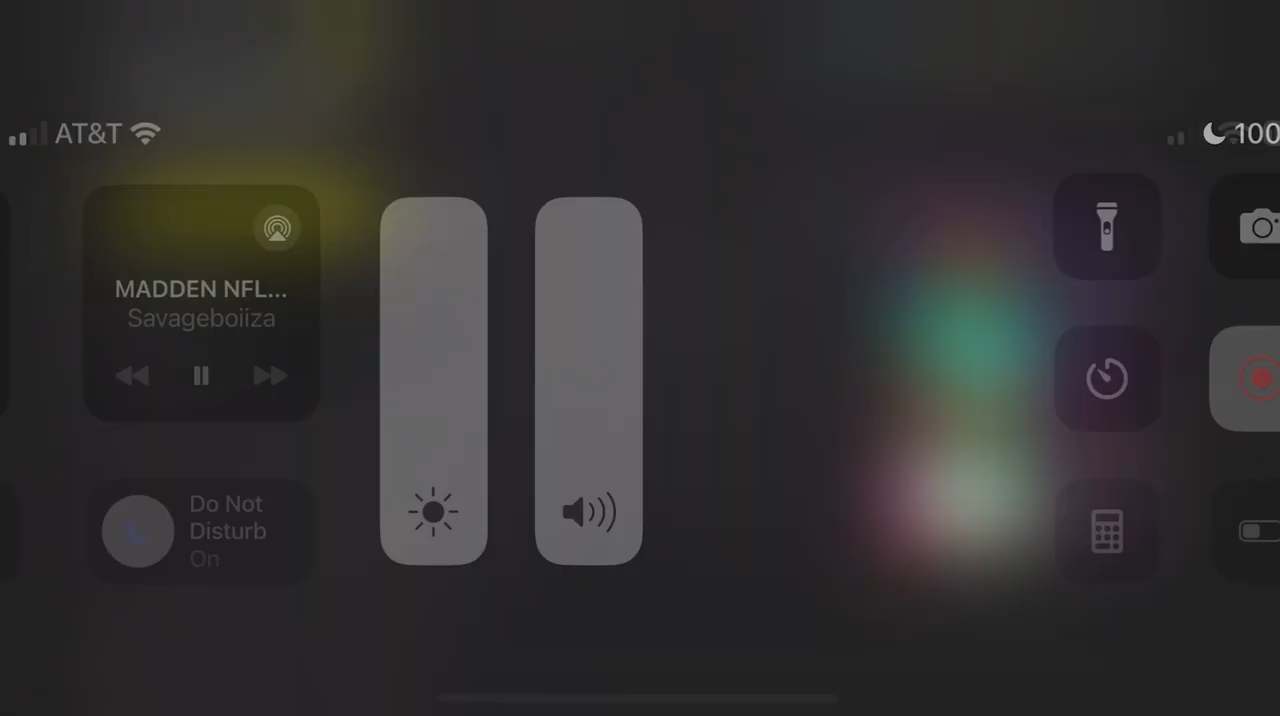 AT&T
100
MADDEN NFL...
Savageboiiza
Do Not
Disturb
On